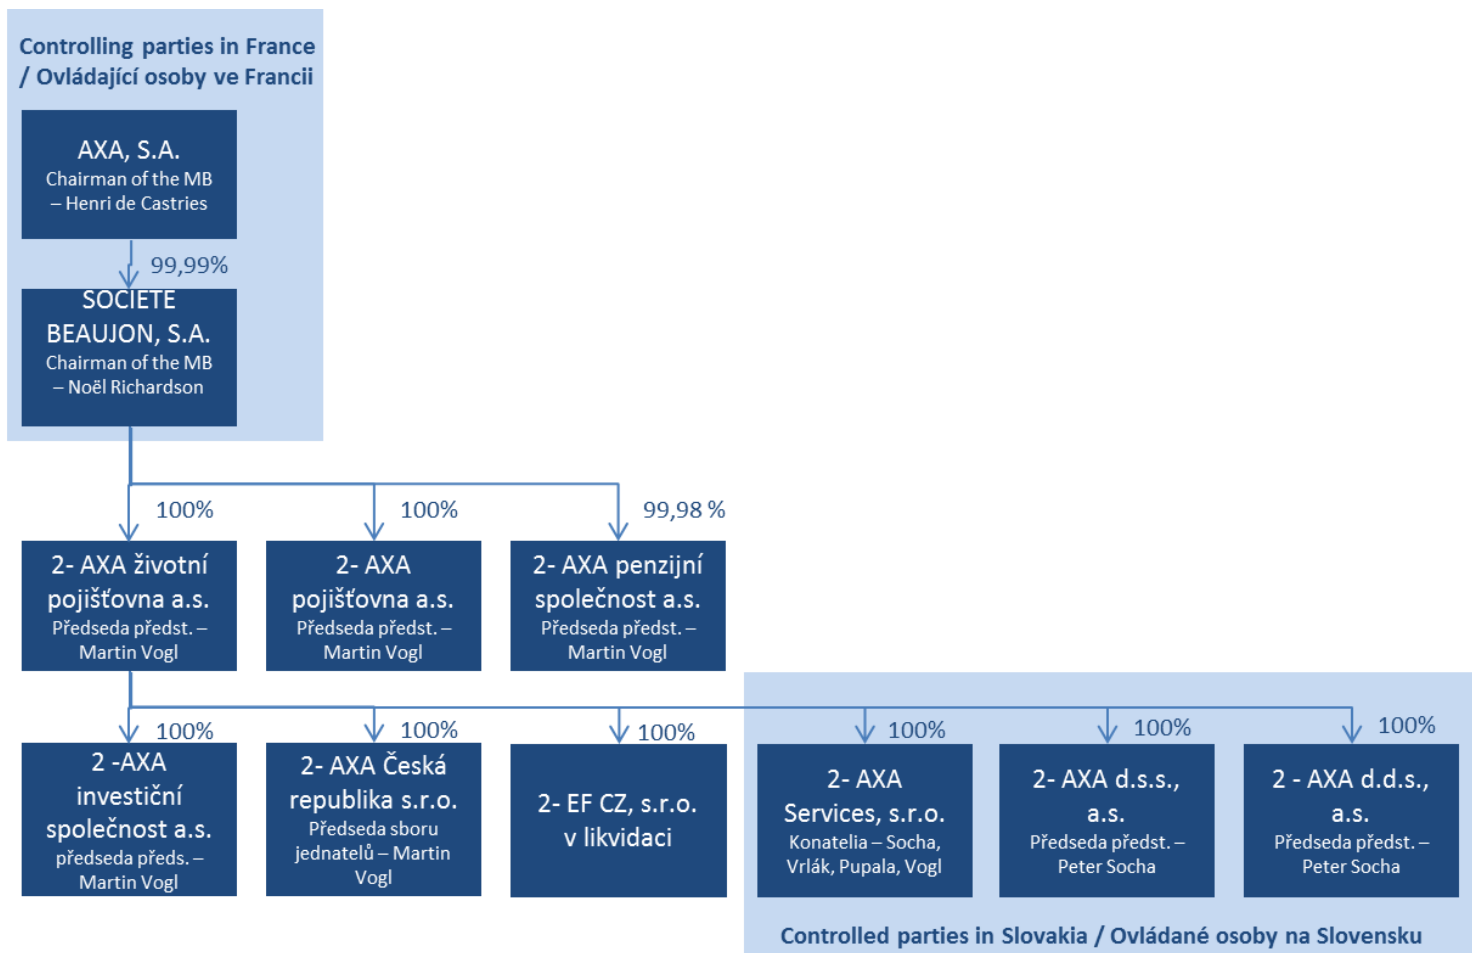 Controlling parties in France
/ Ovládající osoby ve Francii
AXA, S.A.
Chairman of the MB
– Henri de Castries
99,99%
SOCIETE
BEAUJON, S.A.
Chairman of the MB
– Noël Richardson
100%
100%
99,98 %
2- AXA životní
pojišťovna a.s.
Předseda předst. –
Martin Vogl
2- AXA
pojišťovna a.s.
Předseda předst. –
Martin Vogl
2- AXA penzijní
společnost a.s.
Předseda předst. –
Martin Vogl
100%
100%
100%
100%
100%
100%
2 -AXA
investiční
společnost a.s.
předseda předs. –
Martin Vogl
2- AXA Česká
republika s.r.o.
Předseda sboru
jednatelů – Martin
Vogl
2- EF CZ, s.r.o.
v likvidaci
2- AXA
Services, s.r.o.
Konatelia – Socha,
Vrlák, Pupala, Vogl
2- AXA d.s.s.,
a.s.
Předseda předst. –
Peter Socha
2 - AXA d.d.s.,
a.s.
Předseda předst. –
Peter Socha
Controlled parties in Slovakia / Ovládané osoby na Slovensku